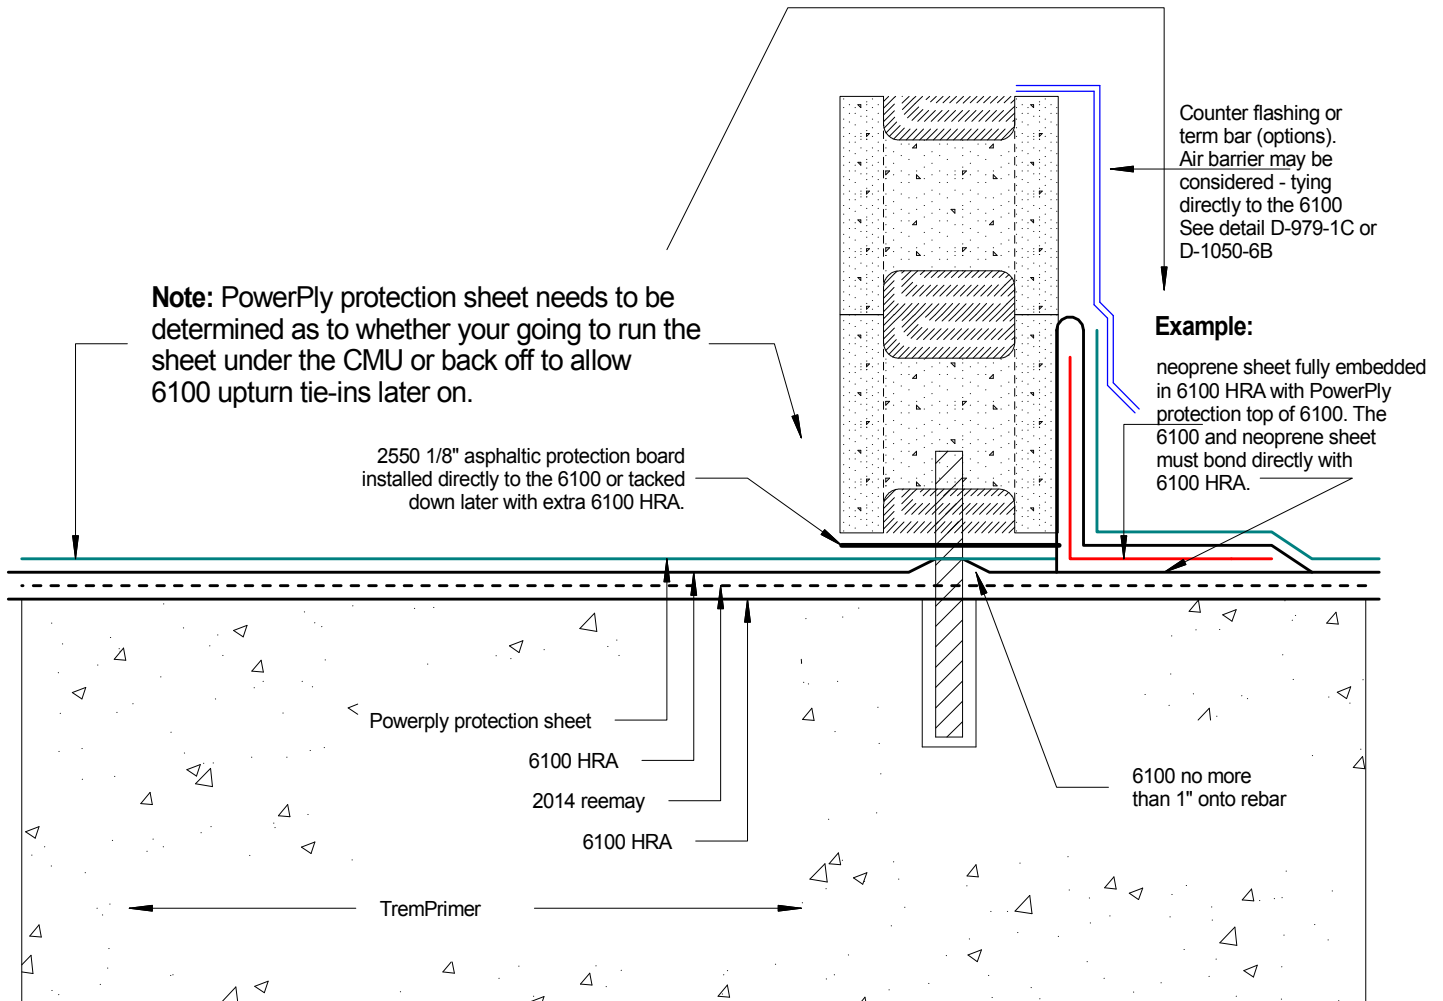 Counter flashing or
term bar (options).
Air barrier may be
considered - tying
directly to the 6100
See detail D-979-1C or
D-1050-6B
Note: PowerPly protection sheet needs to be
determined as to whether your going to run the
sheet under the CMU or back off to allow
6100 upturn tie-ins later on.
Example:
neoprene sheet fully embedded
in 6100 HRA with PowerPly
protection top of 6100. The
6100 and neoprene sheet
must bond directly with
6100 HRA.
2550 1/8" asphaltic protection board
installed directly to the 6100 or tacked
down later with extra 6100 HRA.
Powerply protection sheet
6100 HRA
2014 reemay
6100 HRA
6100 no more
than 1" onto rebar
TremPrimer